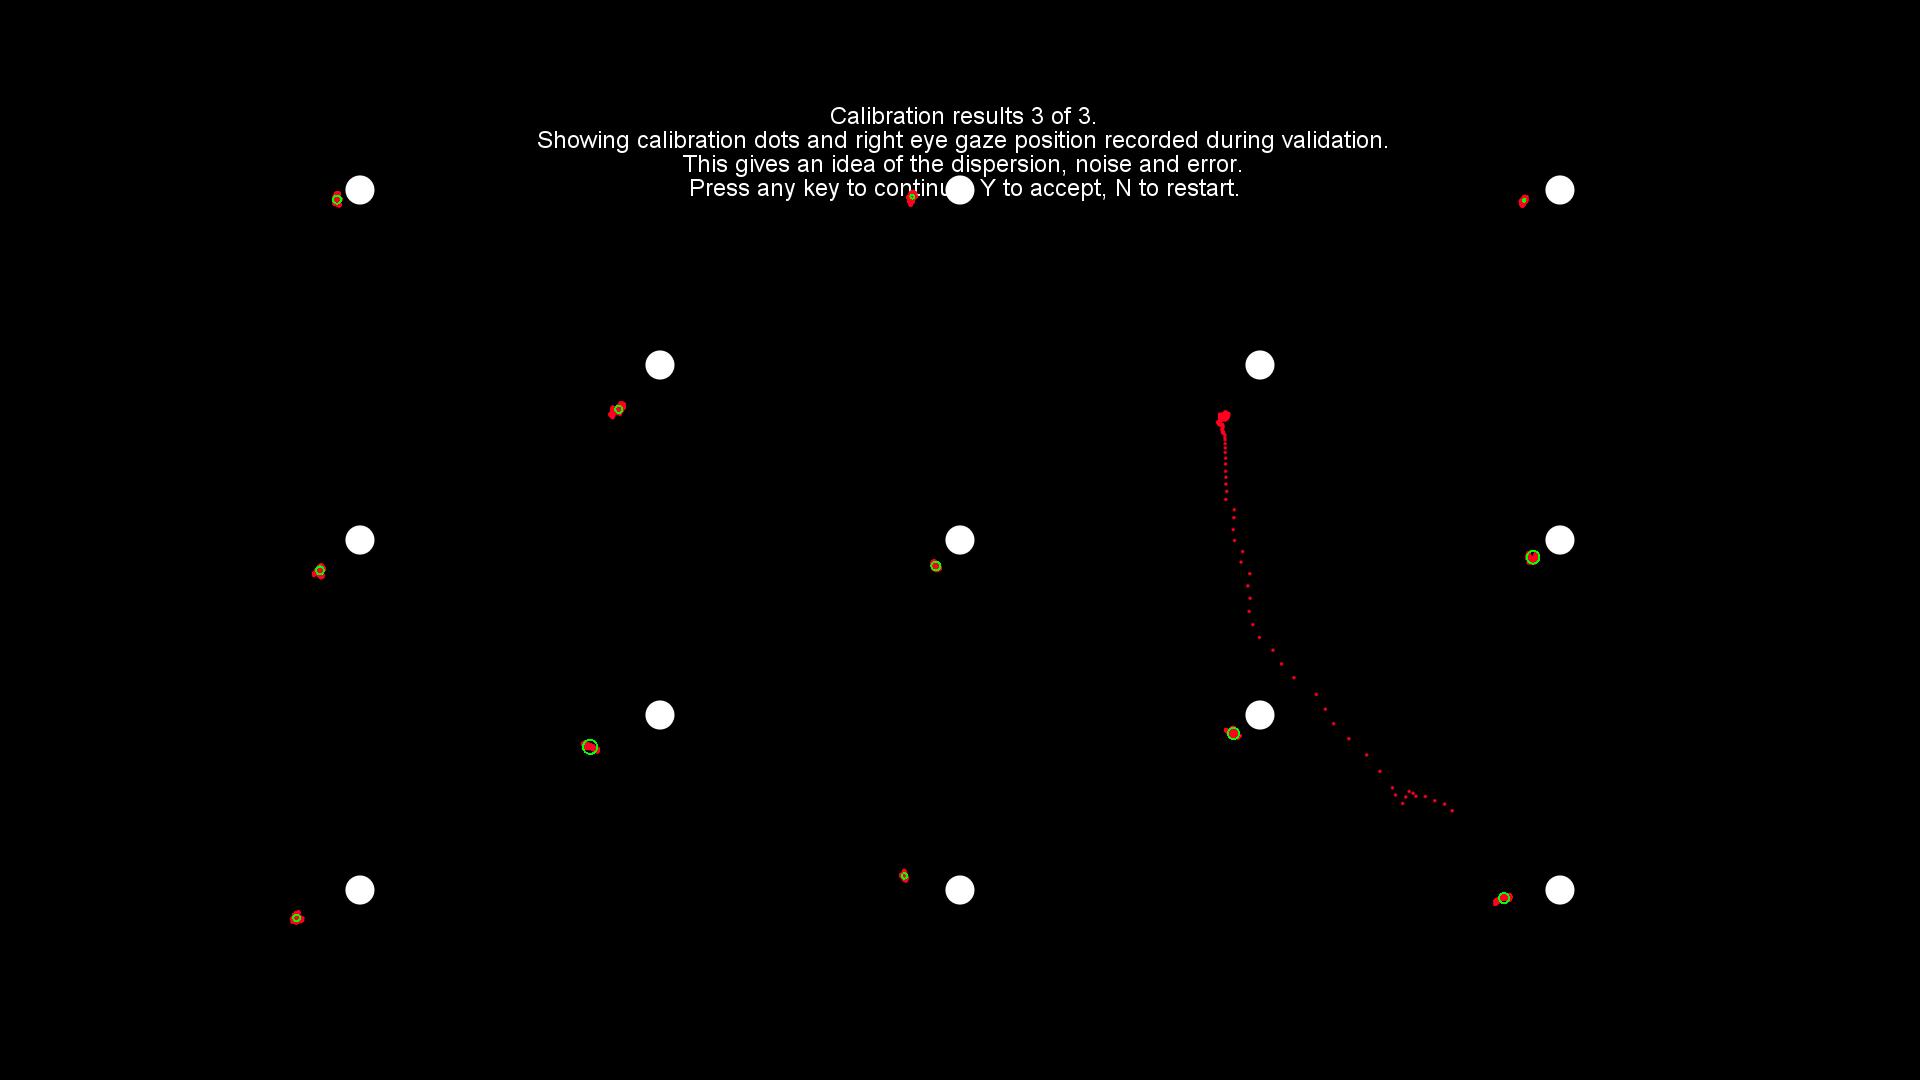 Calibration results 3 of 3.
Showing calibration dots and right eye gaze position recorded during validation.
This gives an idea of the dispersion, noise and error.
Press any key to continu Y to accept, N to restart.